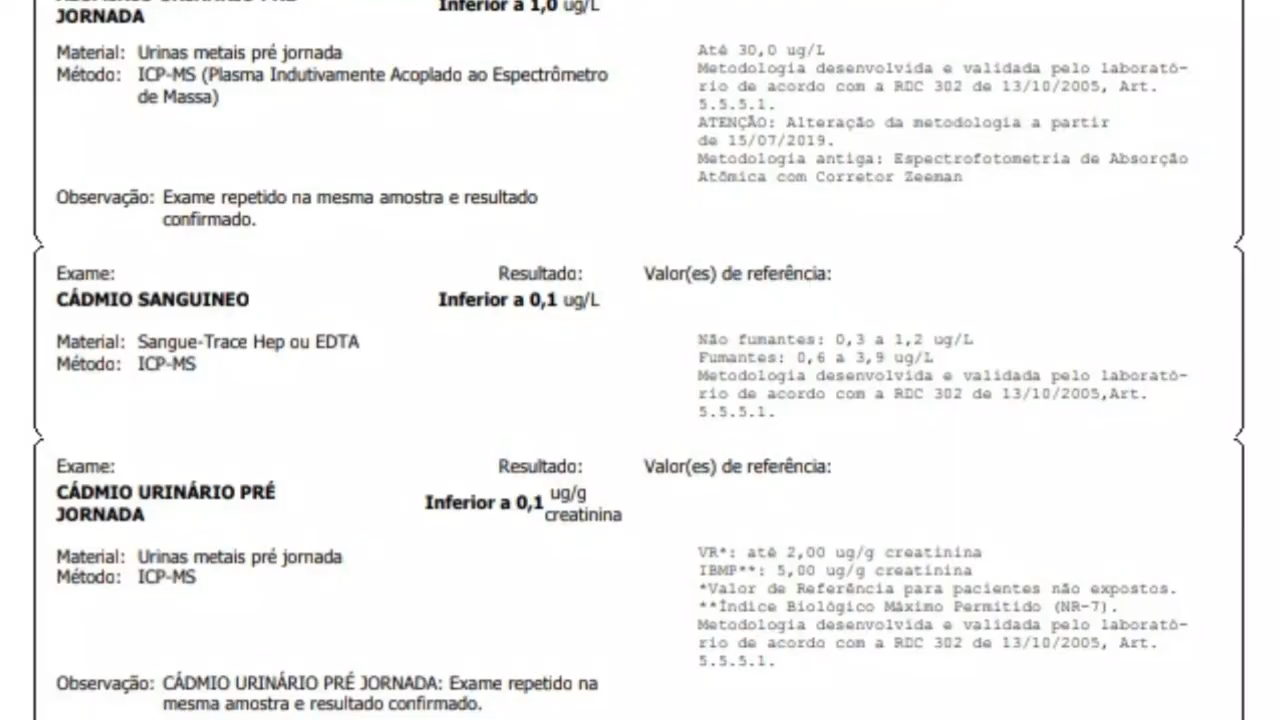 JORNADA
Inferior a 1,0 ug/L
Material: Urinas metais pré jornada
Método: ICP-MS (Plasma Indutivamente Acoplado ao Espectrômetro
de Massa)
Até 30,0 ug/L
Metodologia desenvolvida e validada pelo laborató-
rio de acordo com a RDC 302 de 13/10/2005, Art.
5.5.5.1.
ATENÇÃO: Alteração da metodologia a partir
de 15/07/2019.
Metodologia antiga: Espectrofotometria de Absorção
Atômica com Corretor Zeeman
Observação: Exame repetido na mesma amostra e resultado
confirmado.
Exame: Resultado: Valor(es) de referência:
CÁDMIO SANGUINEO Inferior a 0,1 ug/L
Material: Sangue-Trace Hep ou EDTA
Método: ICP-MS
Não fumantes: 0,3 a 1,2 ug/L
Fumantes: 0,6 a 3,9 ug/L
Metodologia desenvolvida e validada pelo laborató-
rio de acordo com a RDC 302 de 13/10/2005,Art.
5.5.5.1.
Exame: Resultado: Valor(es) de referência:
CÁDMIO URINÁRIO PRÉ
JORNADA
Inferior a 0,1 ug/g
creatinina
Material: Urinas metais pré jornada
Método: ICP-MS
VR*: até 2,00 ug/g creatinina
IBMP**: 5,00 ug/g creatinina
*Valor de Referência para pacientes não expostos.
**Índice Biológico Máximo Permitido (NR-7).
Metodologia desenvolvida e validada pelo laborató-
rio de acordo com a RDC 302 de 13/10/2005, Art.
5.5.5.1.
Observação: CÁDMIO URINÁRIO PRÉ JORNADA: Exame repetido na
mesma amostra e resultado confirmado.